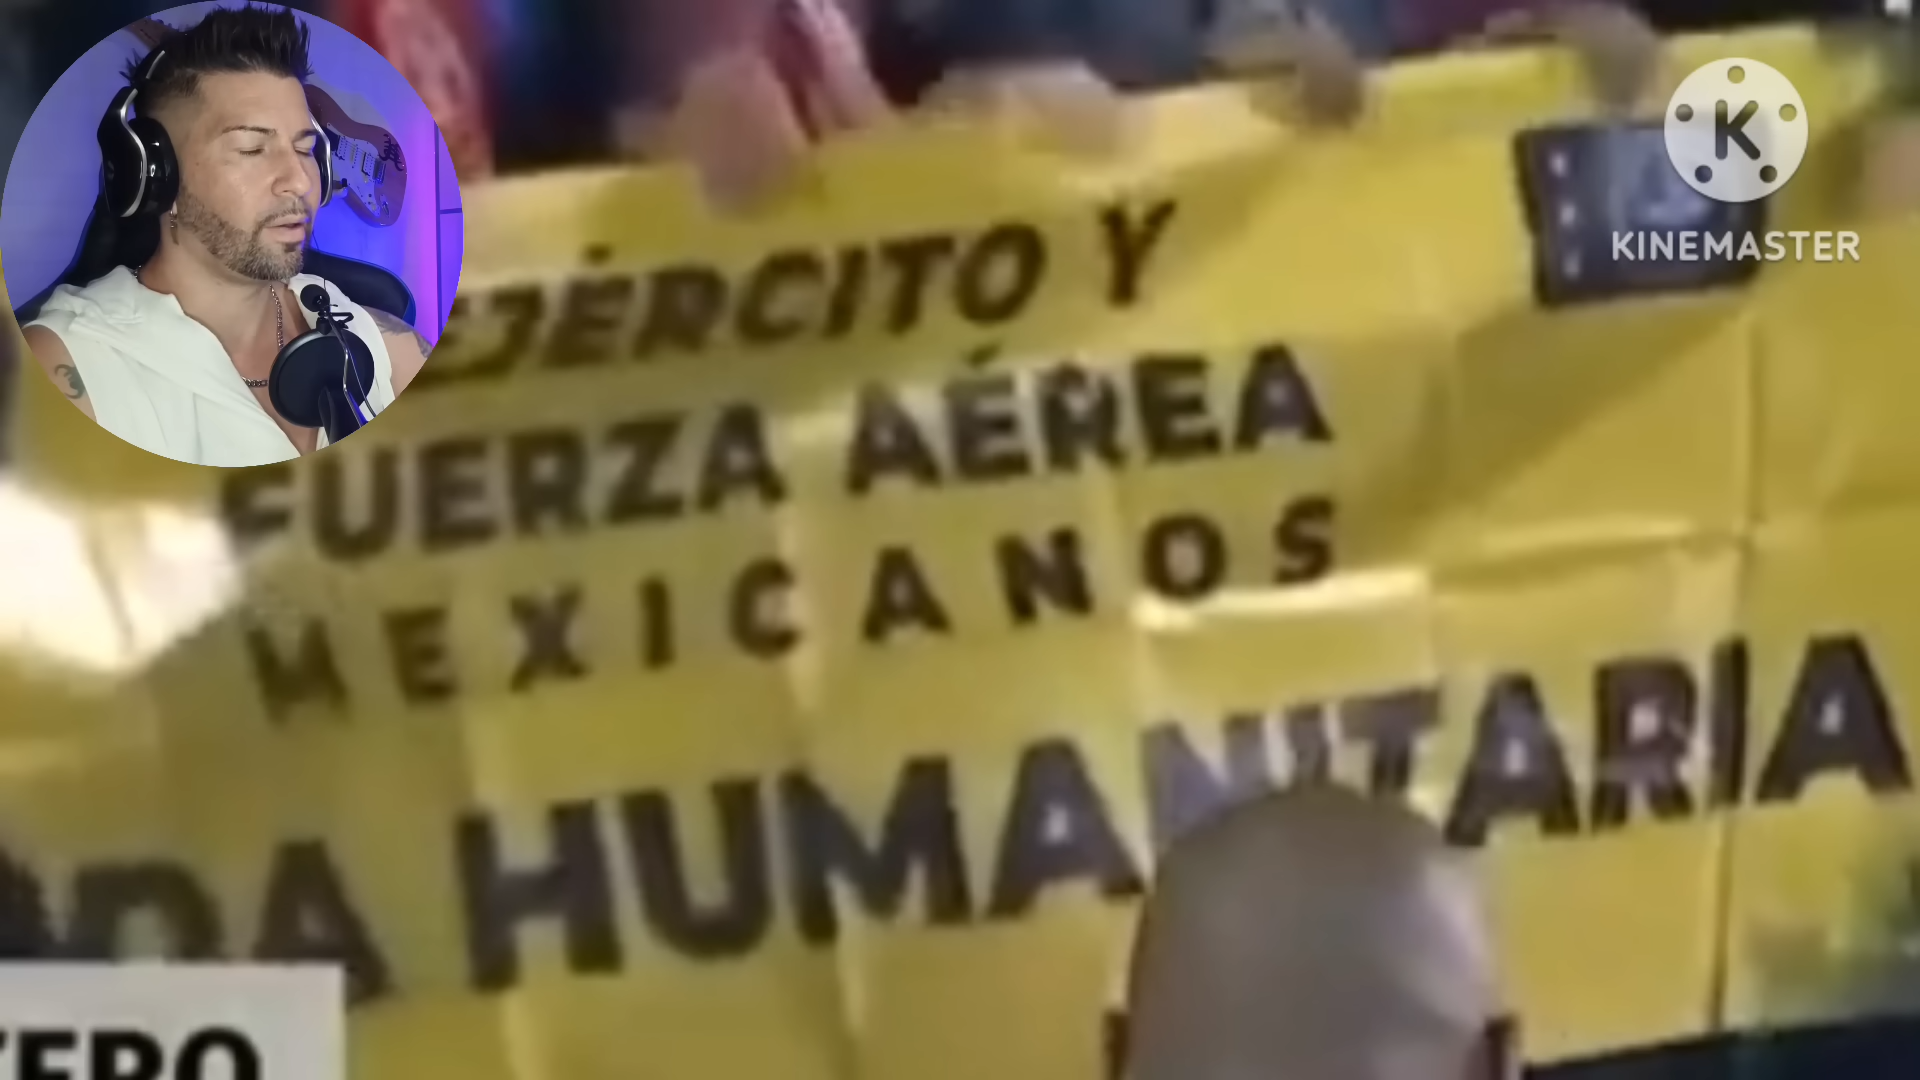 EJÉRCITO Y
FUERZA AÉREA
MEXICANOS
HUMANITARIA
K
KINEMASTER